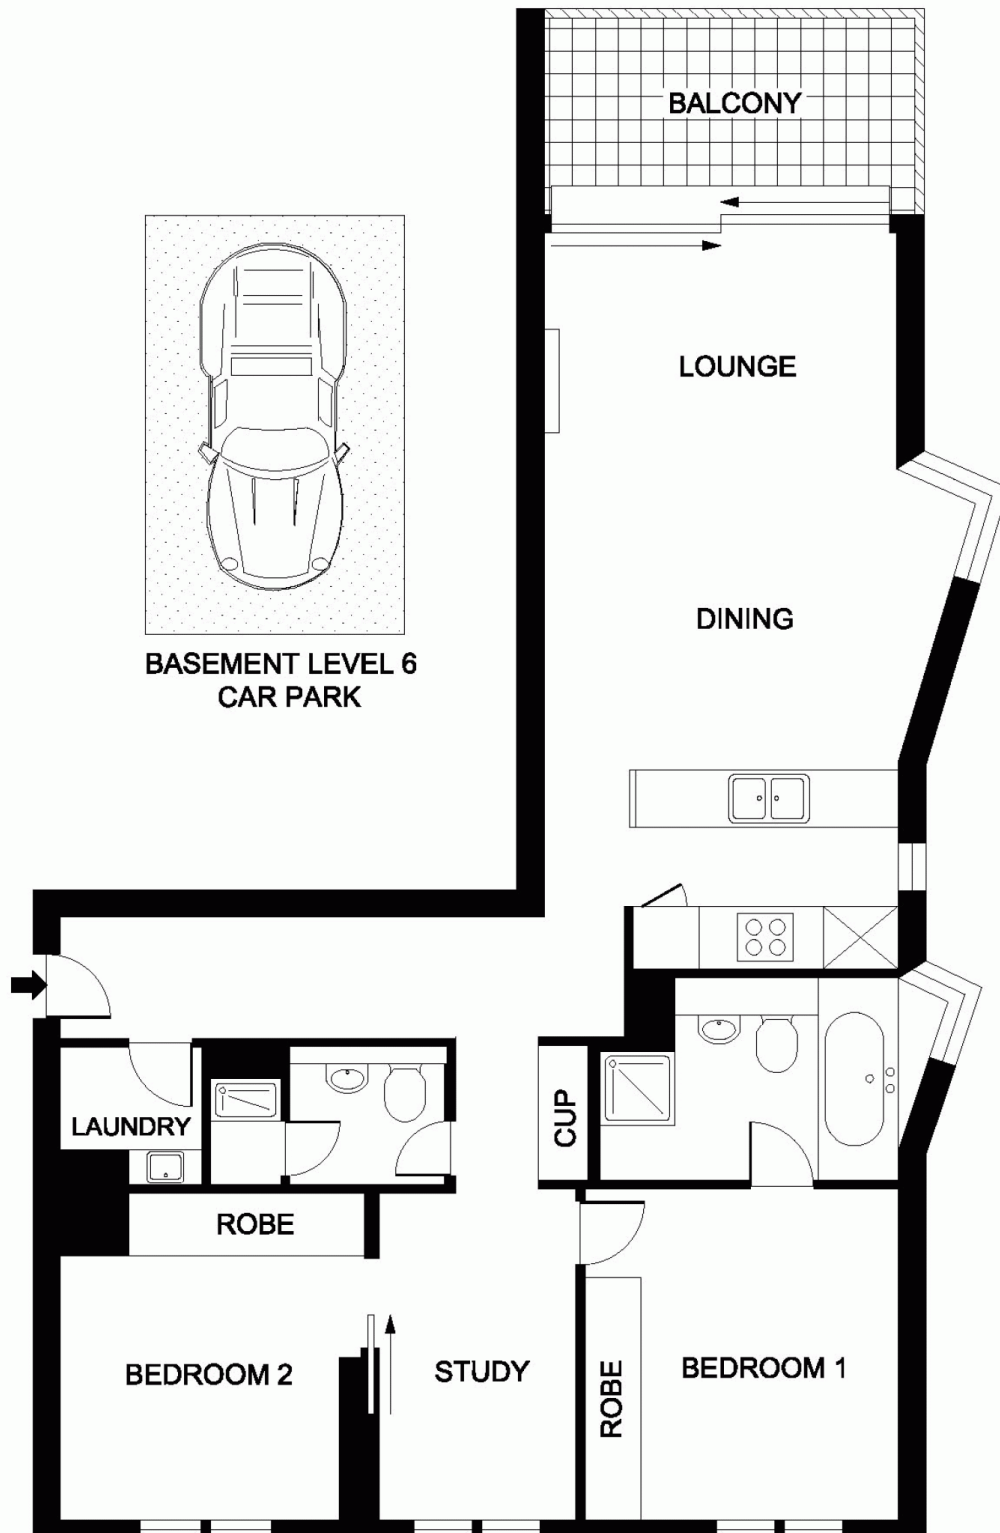 BALCONY
LOUNGE
DINING
BASEMENT LEVEL 6
CAR PARK
LAUNDRY
CUP
ROBE
BEDROOM 2
STUDY
ROBE
BEDROOM 1